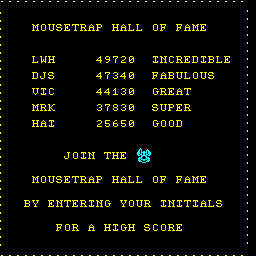 MOUSETRAP HALL OF FAME
LWH 49720 INCREDIBLE
DJS 47340 FABULOUS
VIC 44130 GREAT
MRK 37830 SUPER
HAI 25650 GOOD
JOIN THE
MOUSETRAP HALL OF FAME
BY ENTERING YOUR INITIALS
FOR A HIGH SCORE